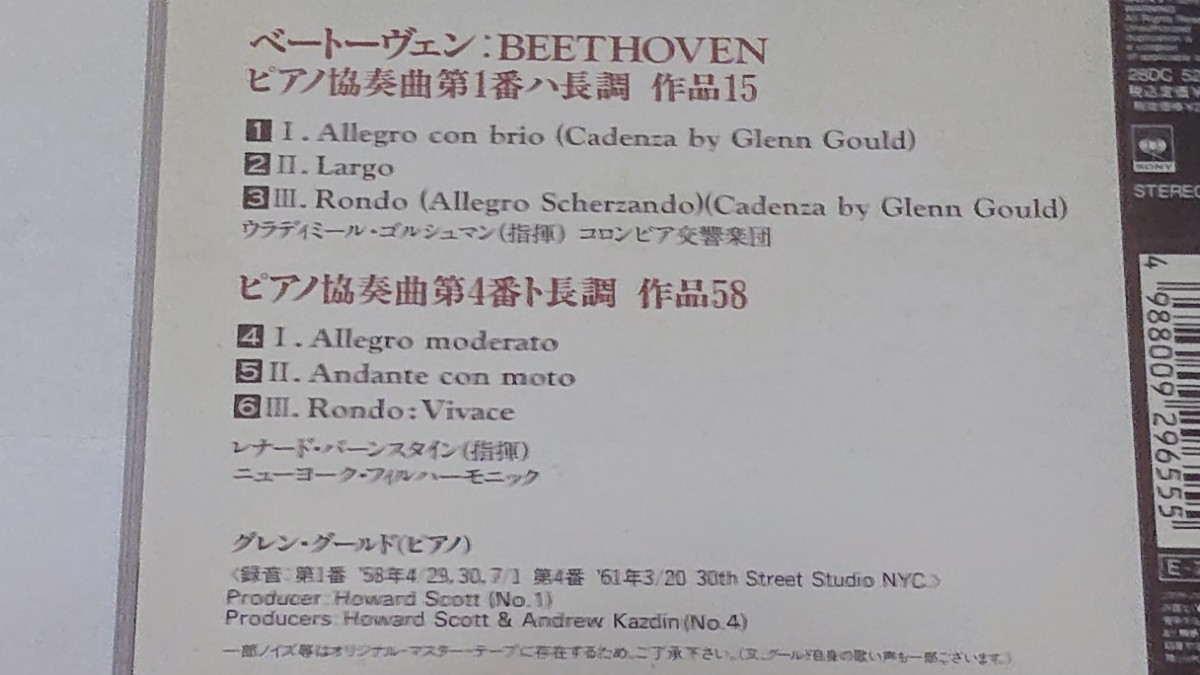 ベートーヴェン:BEETHOVEN
ピアノ協奏曲第1番ハ長調 作品15
1 I. Allegro con brio (Cadenza by Glenn Gould)
2 II. Largo
3 III. Rondo (Allegro Scherzando)(Cadenza by Glenn Gould)
ウラディミール・ゴルシュマン(指揮) コロンビア交響楽団
ピアノ協奏曲第4番ト長調 作品58
4 I. Allegro moderato
5 II. Andante con moto
6 III. Rondo: Vivace
レナード・バーンスタイン(指揮)
ニューヨーク・フィルハーモニック
グレン・グールド(ピアノ)
〈録音:第1番 '58年4/29.30.7/1 第4番 '61年3/20 30th Street Studio NYC.〉
Producer: Howard Scott (No.1)
Producers: Howard Scott & Andrew Kazdin (No.4)
一部ノイズ等はオリジナル・マスター・テープに存在するため、ご了承下さい。(又、グールド自身の歌い声も一部ございます。)
28DC
SONY
STEREO
4 988009 296555